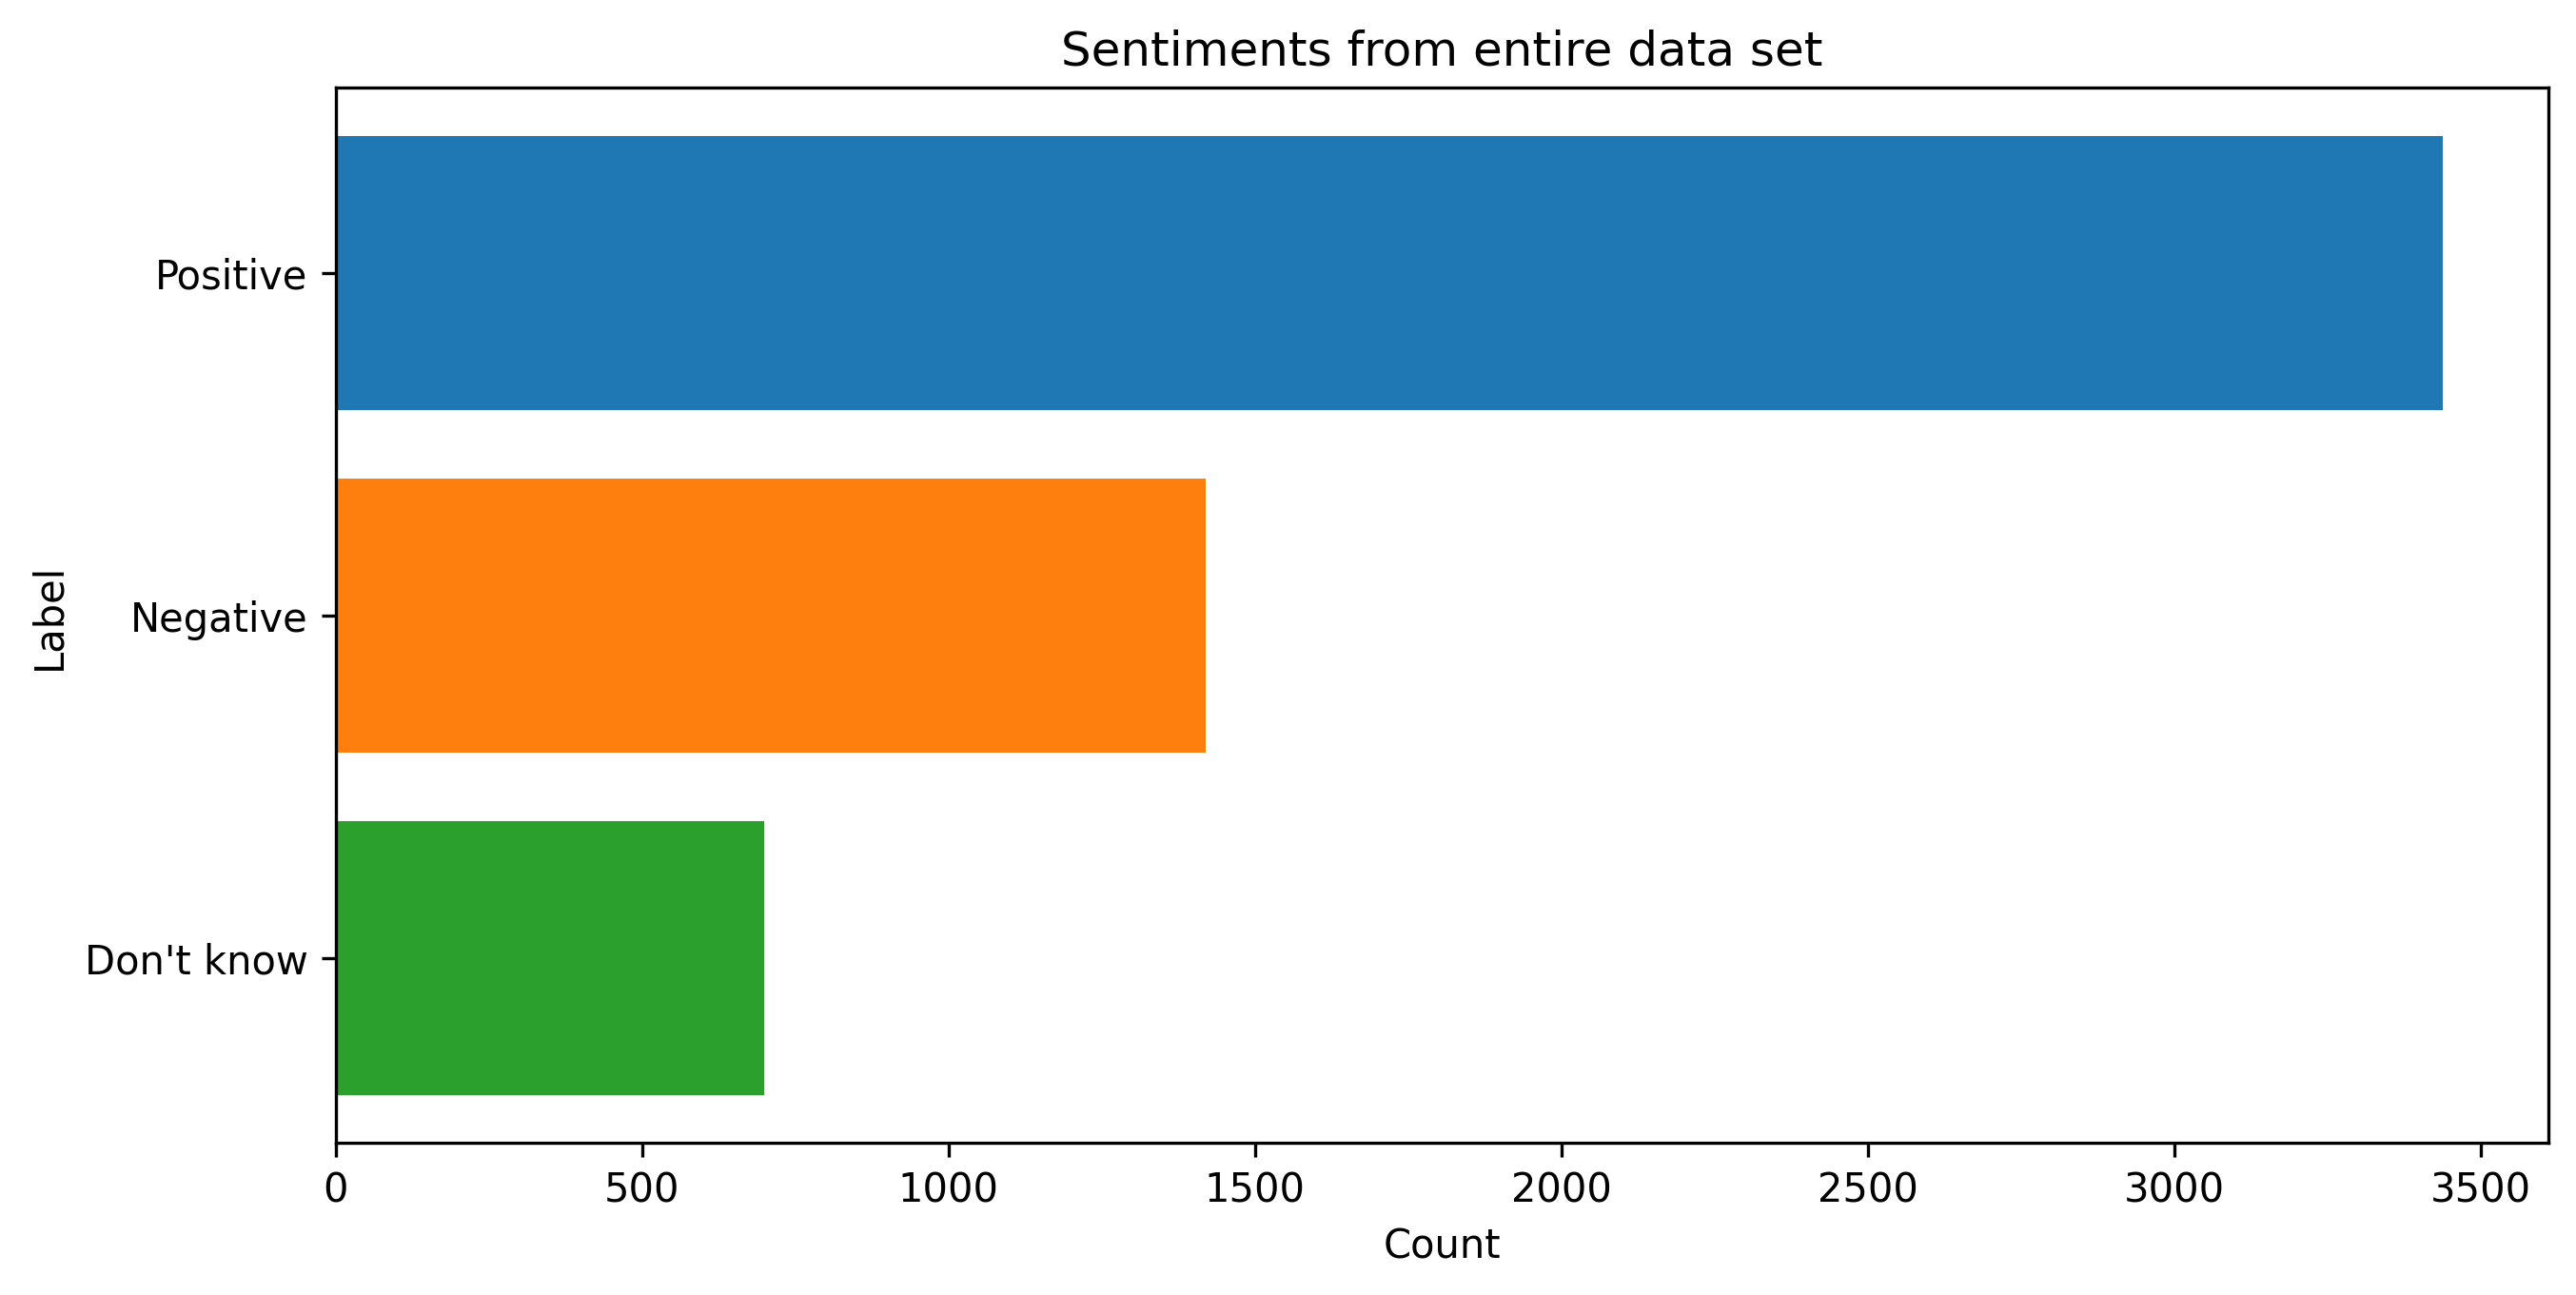 Sentiments from entire data set
Label
Positive
Negative
Don't know
0 500 1000 1500 2000 2500 3000 3500
Count